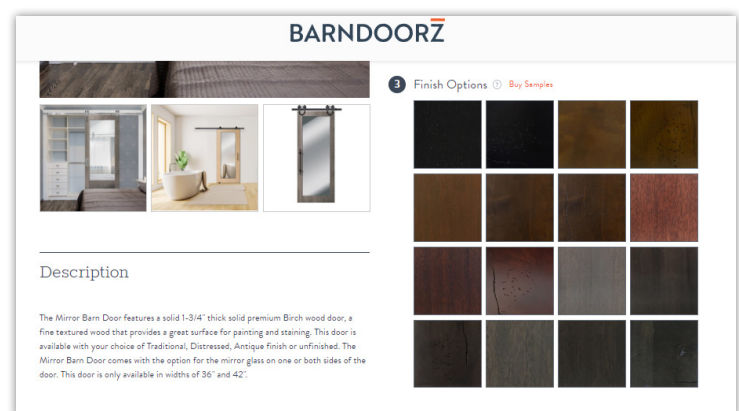 BARNDOORZ
3 Finish Options
Buy Samples
Description
The Mirror Barn Door features a solid 1-3/4" thick solid premium Birch wood door, a
fine textured wood that provides a great surface for painting and staining. This door is
available with your choice of Traditional, Distressed, Antique finish or unfinished. The
Mirror Barn Door comes with the option for the mirror glass on one or both sides of the
door. This door is only available in widths of 36" and 42".